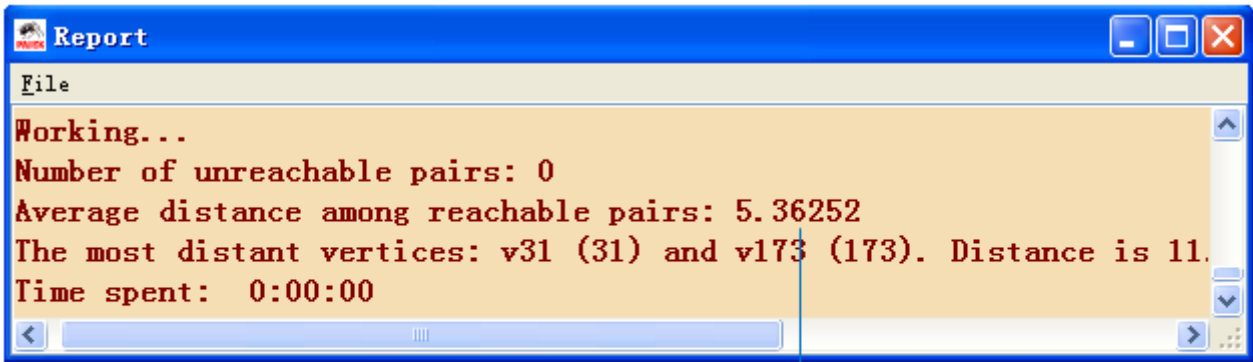 Report
File
Working...
Number of unreachable pairs: 0
Average distance among reachable pairs: 5.36252
The most distant vertices: v31 (31) and v173 (173). Distance is 11.
Time spent:  0:00:00